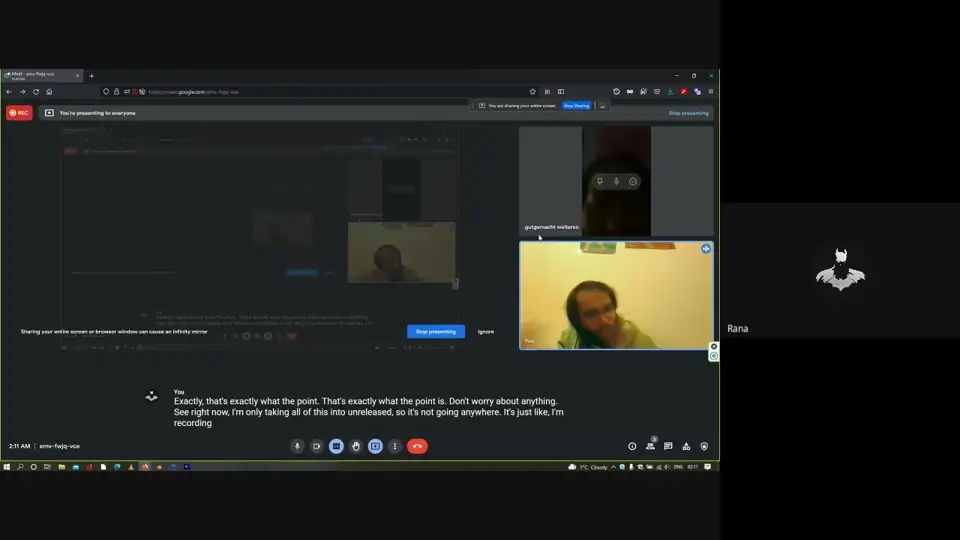 Meet - emv-fwjq-vce
https://meet.google.com/emv-fwjq-vce
You are sharing your entire screen.
Stop Sharing
REC
You're presenting to everyone
Stop presenting
gutgemacht weiterso
Sharing your entire screen or browser window can cause an infinity mirror
Stop presenting
Ignore
You
Rana
You
Exactly, that's exactly what the point. That's exactly what the point is. Don't worry about anything.
See right now, I'm only taking all of this into unreleased, so it's not going anywhere. It's just like, I'm
recording
2:11 AM | emv-fwjq-vce
3
1°C Cloudy
ENG
02:11